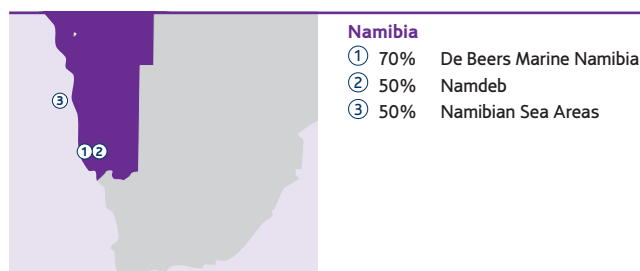 Namibia
1 70% De Beers Marine Namibia
2 50% Namdeb
3 50% Namibian Sea Areas
3
1 2